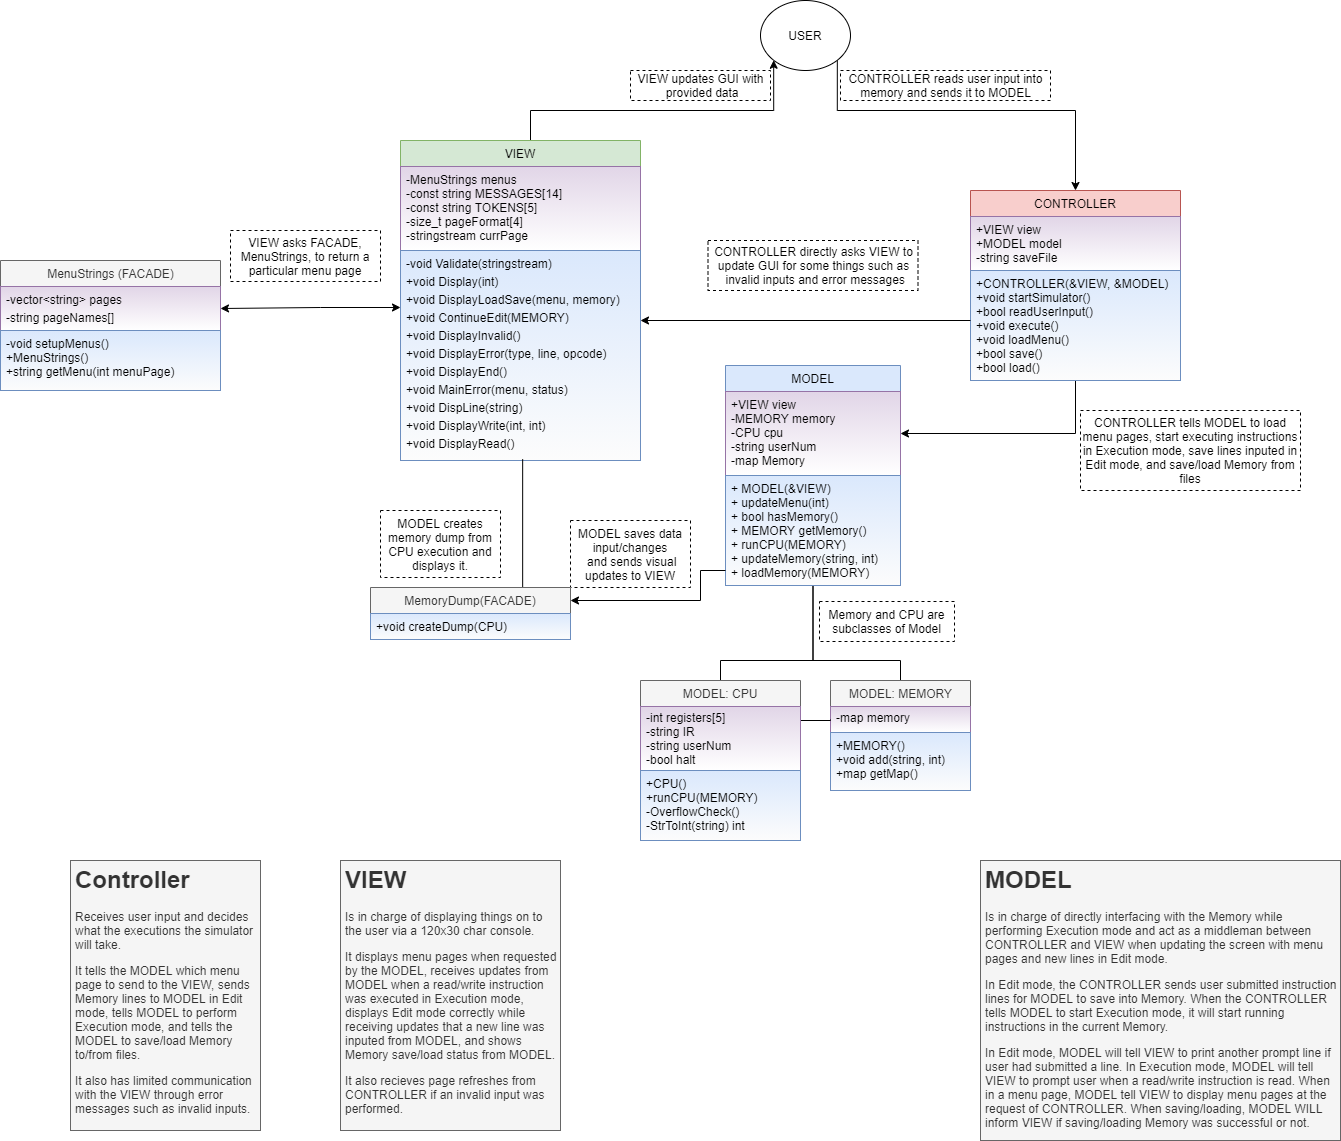 USER
VIEW updates GUI with
provided data
CONTROLLER reads user input into
memory and sends it to MODEL
VIEW
-MenuStrings menus
-const string MESSAGES[14]
-const string TOKENS[5]
-size_t pageFormat[4]
-stringstream currPage
-void Validate(stringstream)
+void Display(int)
+void DisplayLoadSave(menu, memory)
+void ContinueEdit(MEMORY)
+void DisplayInvalid()
+void DisplayError(type, line, opcode)
+void DisplayEnd()
+void MainError(menu, status)
+void DispLine(string)
+void DisplayWrite(int, int)
+void DisplayRead()
CONTROLLER
+VIEW view
+MODEL model
-string saveFile
+CONTROLLER(&VIEW, &MODEL)
+void startSimulator()
+bool readUserInput()
+void execute()
+void loadMenu()
+bool save()
+bool load()
VIEW asks FACADE,
MenuStrings, to return a
particular menu page
MenuStrings (FACADE)
-vector<string> pages
-string pageNames[]
-void setupMenus()
+MenuStrings()
+string getMenu(int menuPage)
CONTROLLER directly asks VIEW to
update GUI for some things such as
invalid inputs and error messages
MODEL
+VIEW view
-MEMORY memory
-CPU cpu
-string userNum
-map Memory
+ MODEL(&VIEW)
+ updateMenu(int)
+ bool hasMemory()
+ MEMORY getMemory()
+ runCPU(MEMORY)
+ updateMemory(string, int)
+ loadMemory(MEMORY)
CONTROLLER tells MODEL to load
menu pages, start executing instructions
in Execution mode, save lines inputed in
Edit mode, and save/load Memory from
files
MODEL creates
memory dump from
CPU execution and
displays it.
MODEL saves data
input/changes
and sends visual
updates to VIEW
MemoryDump(FACADE)
+void createDump(CPU)
Memory and CPU are
subclasses of Model
MODEL: CPU
-int registers[5]
-string IR
-string userNum
-bool halt
+CPU()
+runCPU(MEMORY)
-OverflowCheck()
-StrToInt(string) int
MODEL: MEMORY
-map memory
+MEMORY()
+void add(string, int)
+map getMap()
Controller
Receives user input and decides
what the executions the simulator
will take.
It tells the MODEL which menu
page to send to the VIEW, sends
Memory lines to MODEL in Edit
mode, tells MODEL to perform
Execution mode, and tells the
MODEL to save/load Memory
to/from files.
It also has limited communication
with the VIEW through error
messages such as invalid inputs.
VIEW
Is in charge of displaying things on to
the user via a 120x30 char console.
It displays menu pages when requested
by the MODEL, receives updates from
MODEL when a read/write instruction
was executed in Execution mode,
displays Edit mode correctly while
receiving updates that a new line was
inputed from MODEL, and shows
Memory save/load status from MODEL.
It also recieves page refreshes from
CONTROLLER if an invalid input was
performed.
MODEL
Is in charge of directly interfacing with the Memory while
performing Execution mode and act as a middleman between
CONTROLLER and VIEW when updating the screen with menu
pages and new lines in Edit mode.
In Edit mode, the CONTROLLER sends user submitted instruction
lines for MODEL to save into Memory. When the CONTROLLER
tells MODEL to start Execution mode, it will start running
instructions in the current Memory.
In Edit mode, MODEL will tell VIEW to print another prompt line if
user had submitted a line. In Execution mode, MODEL will tell
VIEW to prompt user when a read/write instruction is read. When
in a menu page, MODEL tell VIEW to display menu pages at the
request of CONTROLLER. When saving/loading, MODEL WILL
inform VIEW if saving/loading Memory was successful or not.